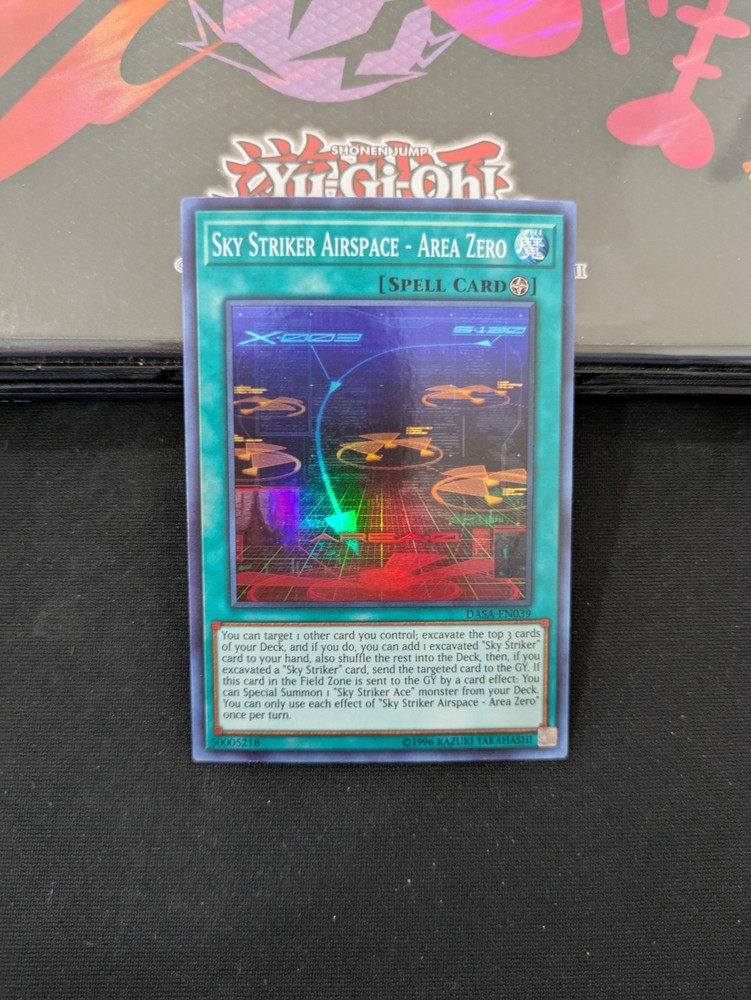 SHONEN JUMP
Yu-Gi-Oh!
SKY STRIKER AIRSPACE - AREA ZERO
SPELL
魔
[SPELL CARD]
X-003
S-130
AREA 0
DASA-EN039
You can target 1 other card you control; excavate the top 3 cards
of your Deck, and if you do, you can add 1 excavated "Sky Striker"
card to your hand, also shuffle the rest into the Deck, then, if you
excavated a "Sky Striker" card, send the targeted card to the GY. If
this card in the Field Zone is sent to the GY by a card effect: You
can Special Summon 1 "Sky Striker Ace" monster from your Deck.
You can only use each effect of "Sky Striker Airspace - Area Zero"
once per turn.
50005218
©1996 KAZUKI TAKAHASHI